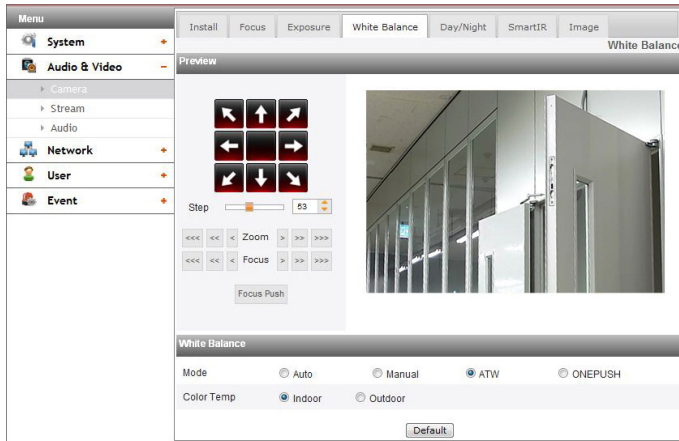 Menu
System +
Audio & Video −
Camera
Stream
Audio
Network +
User +
Event +
Install Focus Exposure White Balance Day/Night SmartIR Image
White Balance
Preview
Step 53
<<< << < Zoom > >> >>>
<<< << < Focus > >> >>>
Focus Push
White Balance
Mode Auto Manual ATW ONEPUSH
Color Temp Indoor Outdoor
Default